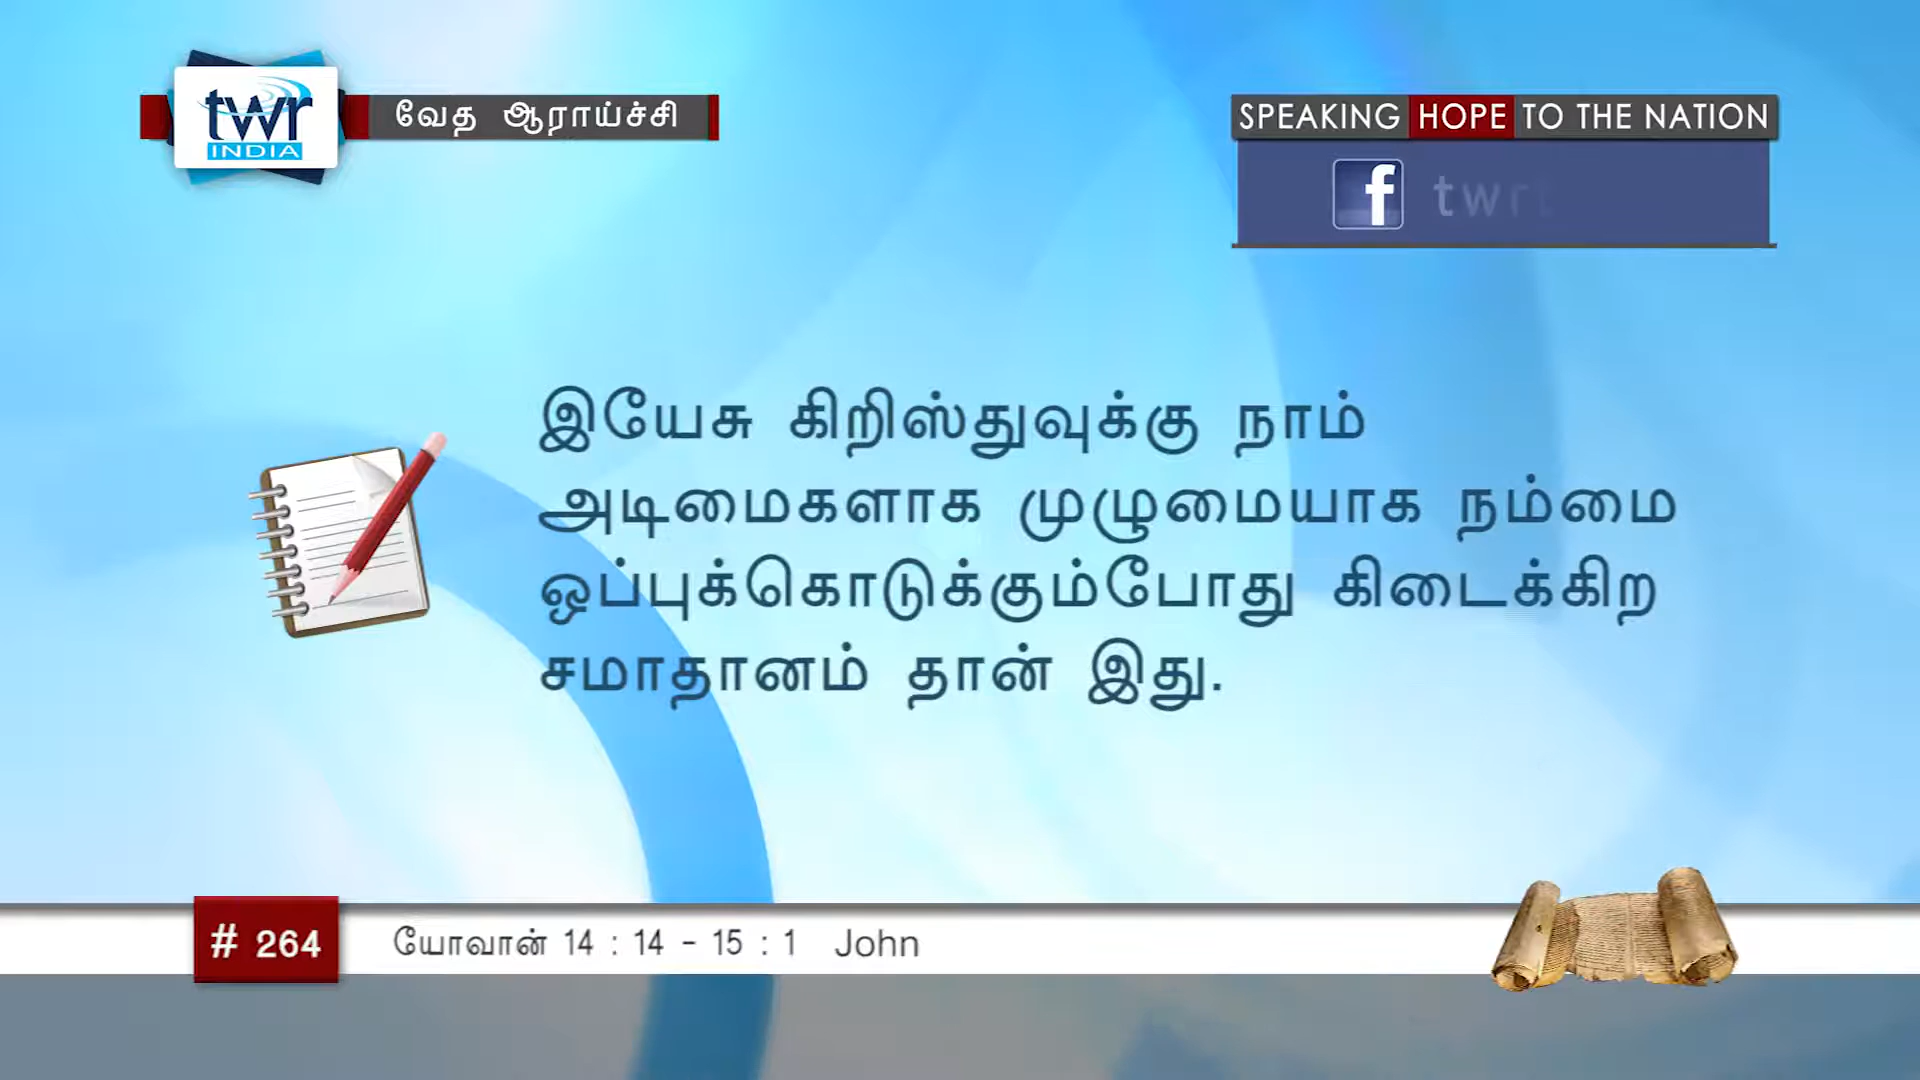 twr
INDIA
வேத ஆராய்ச்சி
SPEAKING HOPE TO THE NATION
f
இயேசு கிறிஸ்துவுக்கு நாம்
அடிமைகளாக முழுமையாக நம்மை
ஒப்புக்கொடுக்கும்போது கிடைக்கிற
சமாதானம் தான் இது.
# 264 யோவான் 14 : 14 - 15 : 1 John